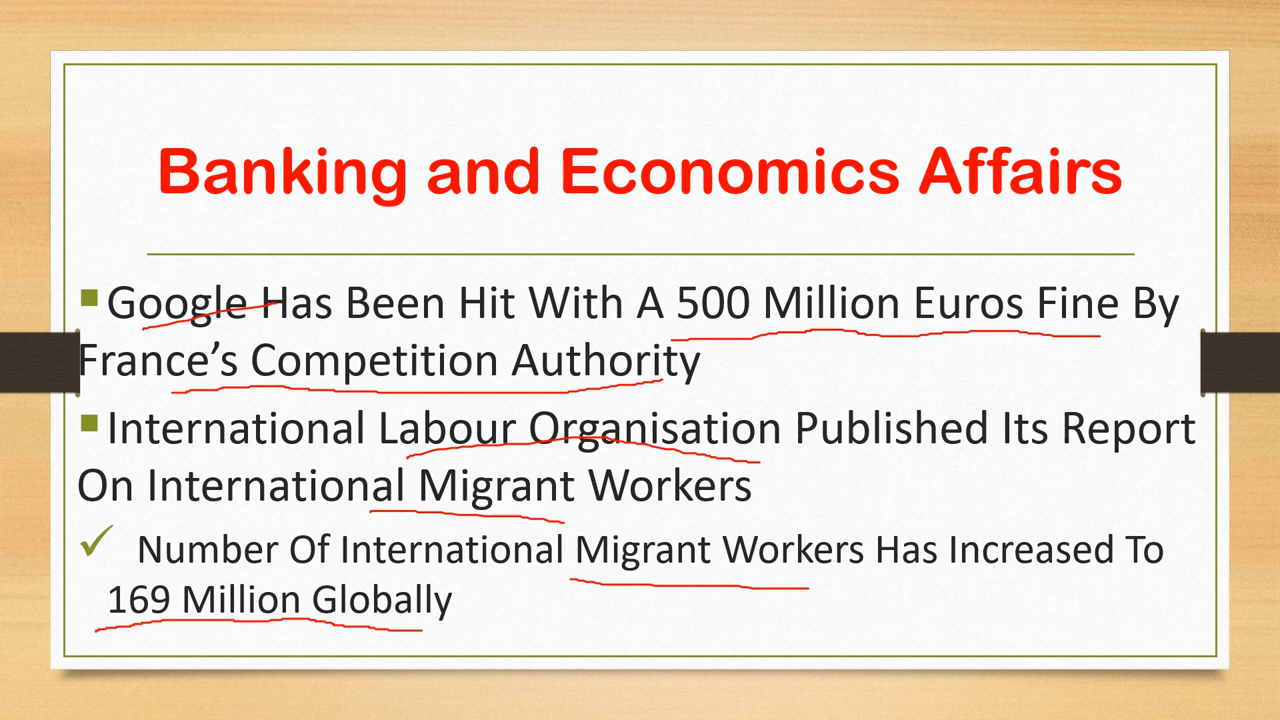 Banking and Economics Affairs
Google Has Been Hit With A 500 Million Euros Fine By
France’s Competition Authority
International Labour Organisation Published Its Report
On International Migrant Workers
Number Of International Migrant Workers Has Increased To
169 Million Globally